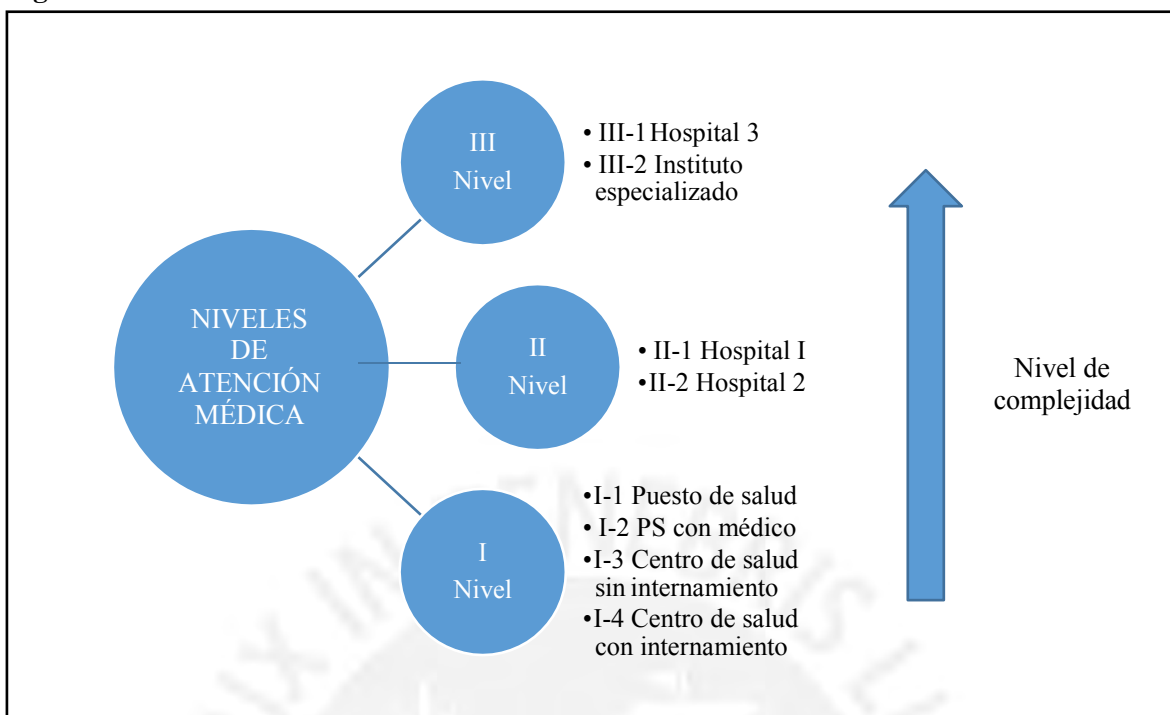 III
Nivel
• III-1 Hospital 3
• III-2 Instituto
especializado
NIVELES
DE
ATENCIÓN
MÉDICA
II
Nivel
• II-1 Hospital I
•II-2 Hospital 2
Nivel de
complejidad
I
Nivel
•I-1 Puesto de salud
•I-2 PS con médico
•I-3 Centro de salud
sin internamiento
•I-4 Centro de salud
con internamiento